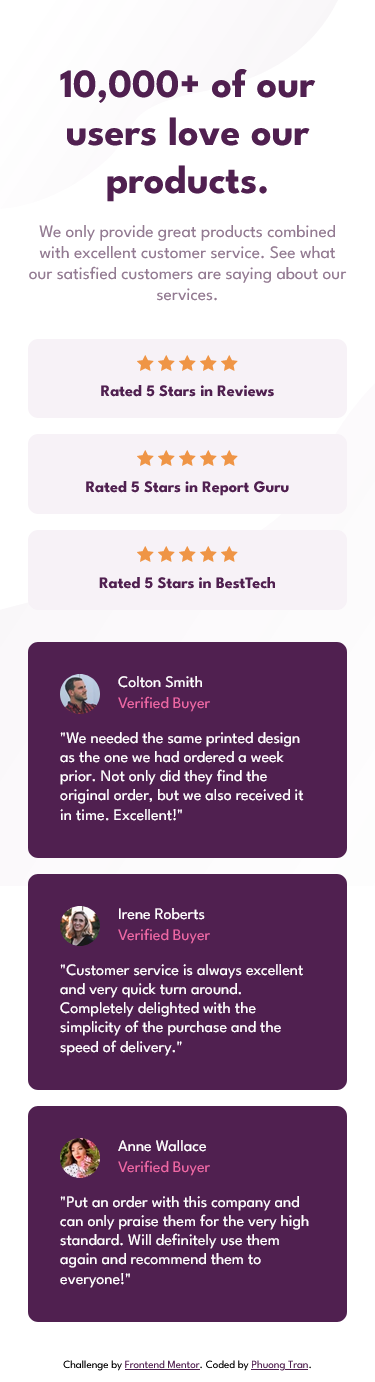 10,000+ of our
users love our
products.
We only provide great products combined
with excellent customer service. See what
our satisfied customers are saying about our
services.
Rated 5 Stars in Reviews
Rated 5 Stars in Report Guru
Rated 5 Stars in BestTech
Colton Smith
Verified Buyer
"We needed the same printed design
as the one we had ordered a week
prior. Not only did they find the
original order, but we also received it
in time. Excellent!"
Irene Roberts
Verified Buyer
"Customer service is always excellent
and very quick turn around.
Completely delighted with the
simplicity of the purchase and the
speed of delivery."
Anne Wallace
Verified Buyer
"Put an order with this company and
can only praise them for the very high
standard. Will definitely use them
again and recommend them to
everyone!"
Challenge by Frontend Mentor. Coded by Phuong Tran.